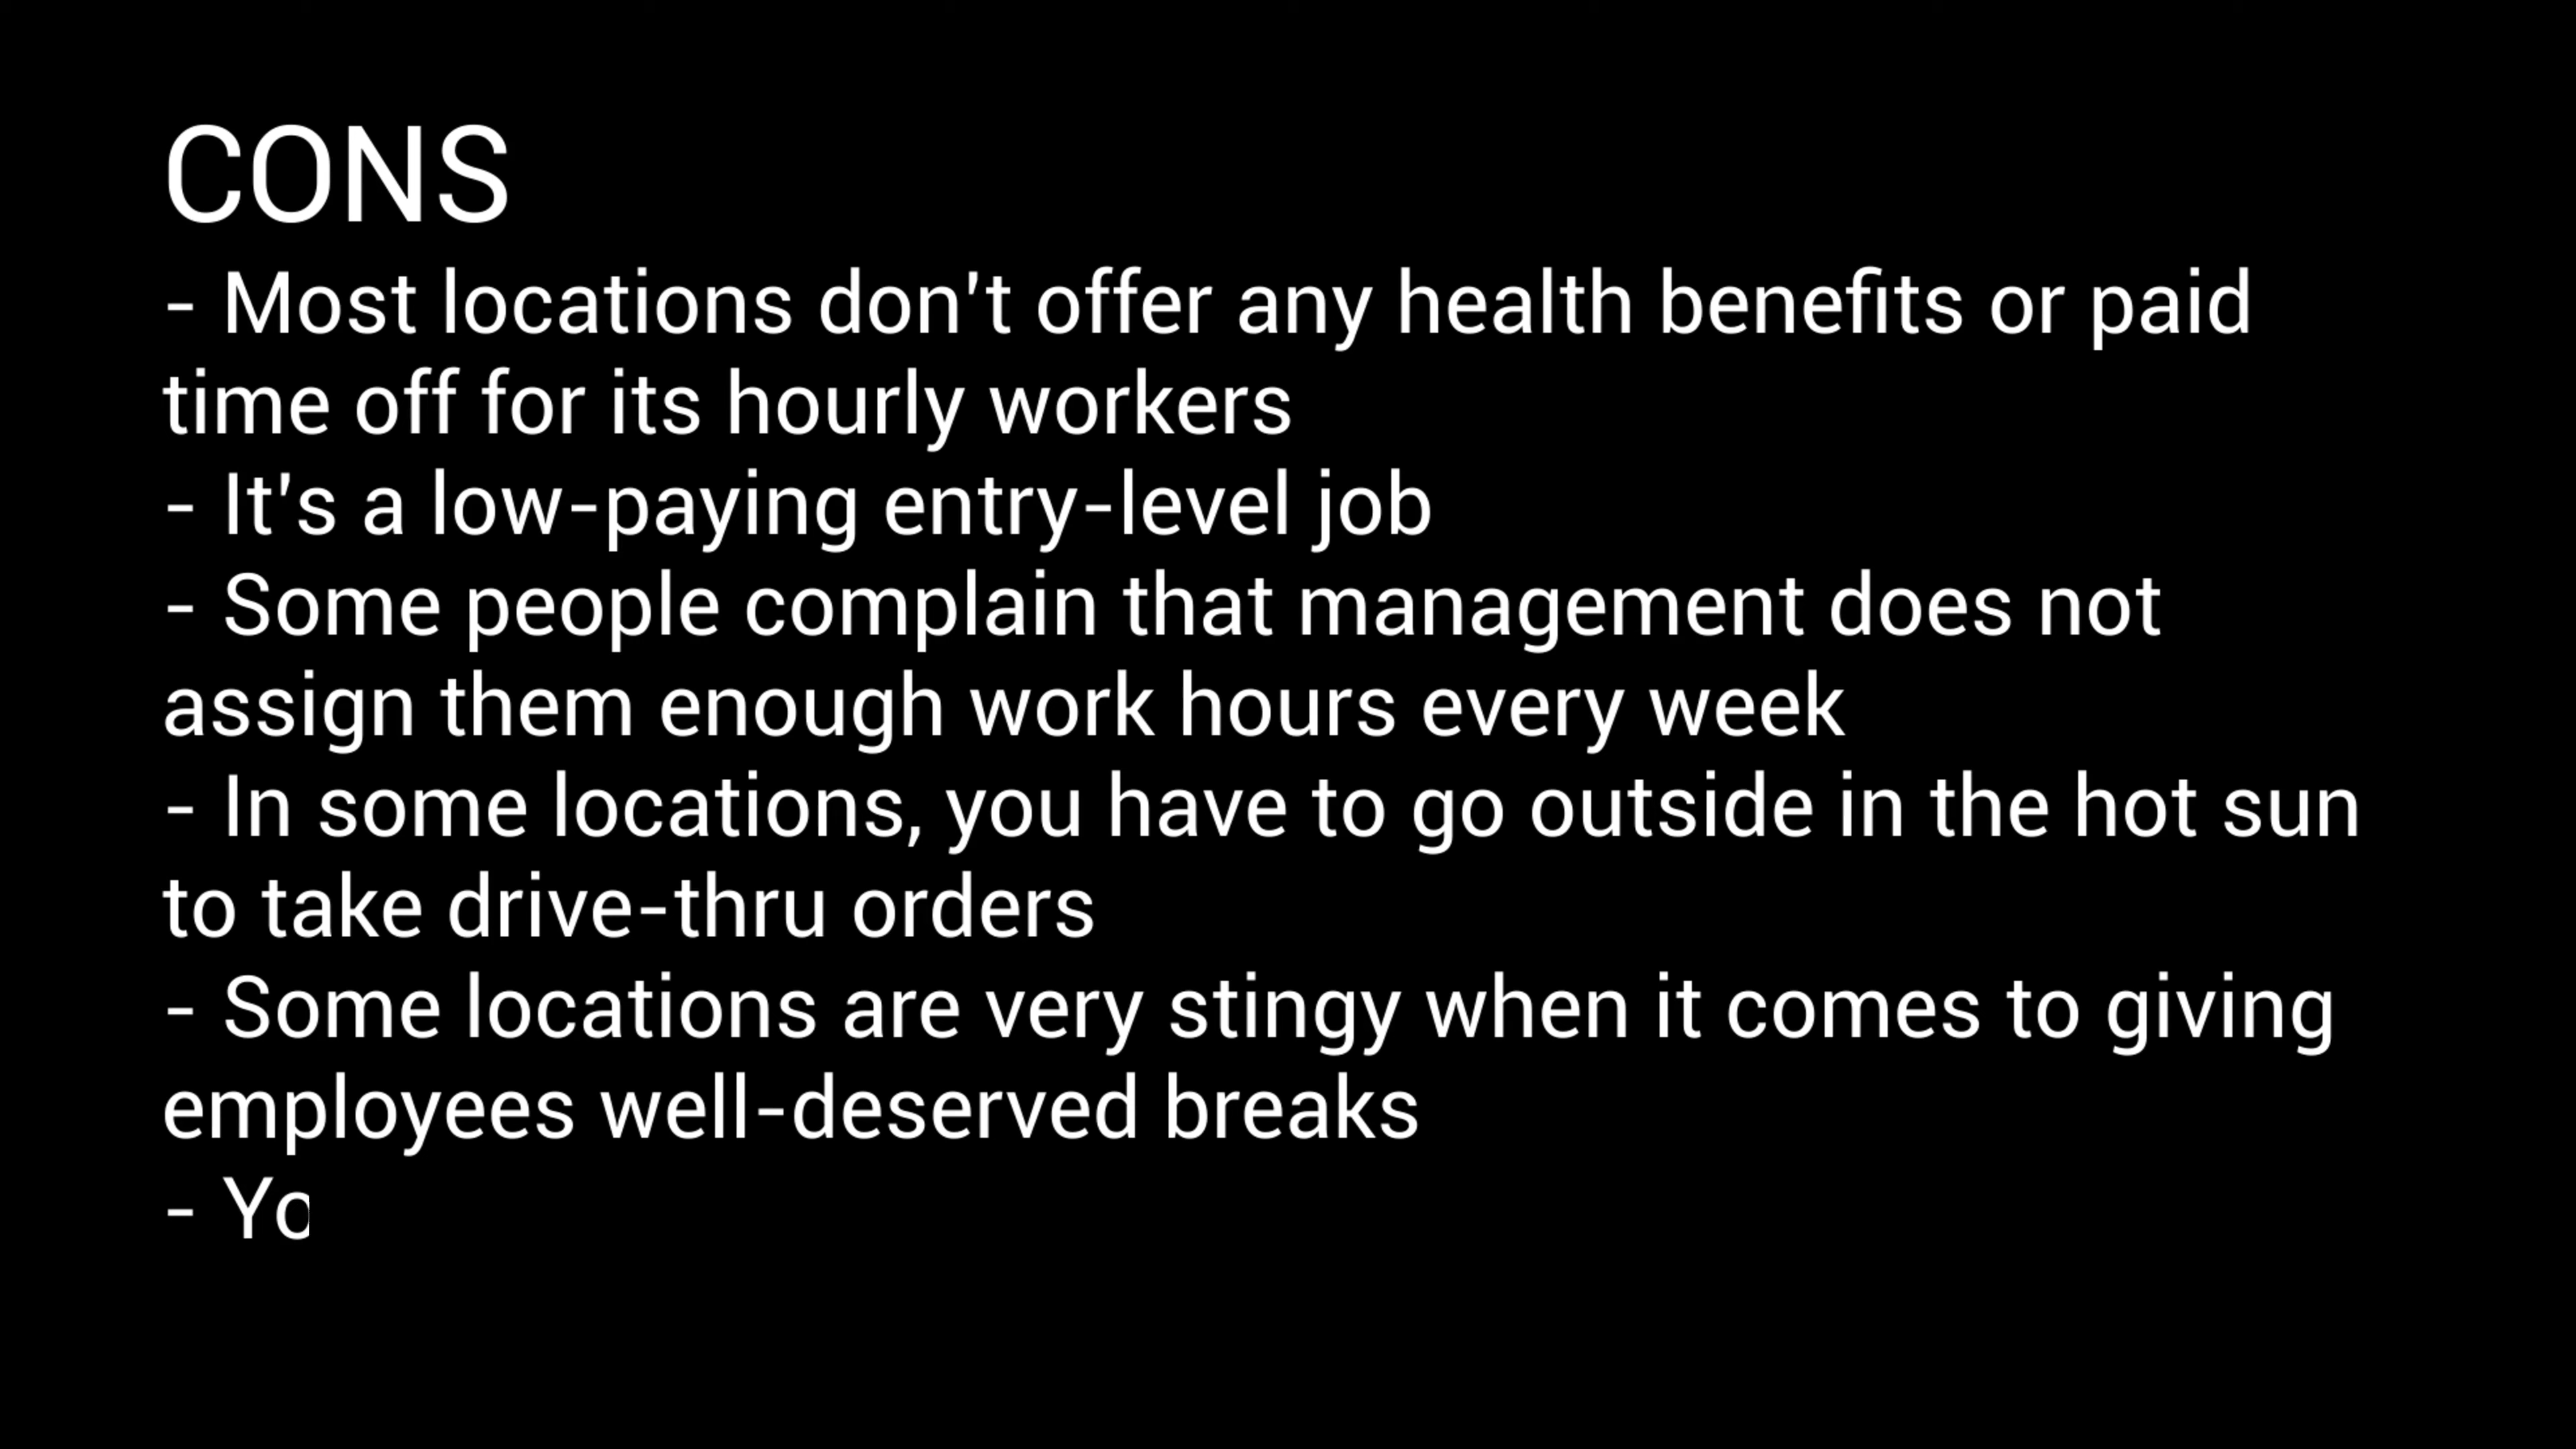 CONS
- Most locations don't offer any health benefits or paid
time off for its hourly workers
- It's a low-paying entry-level job
- Some people complain that management does not
assign them enough work hours every week
- In some locations, you have to go outside in the hot sun
to take drive-thru orders
- Some locations are very stingy when it comes to giving
employees well-deserved breaks
- Yo